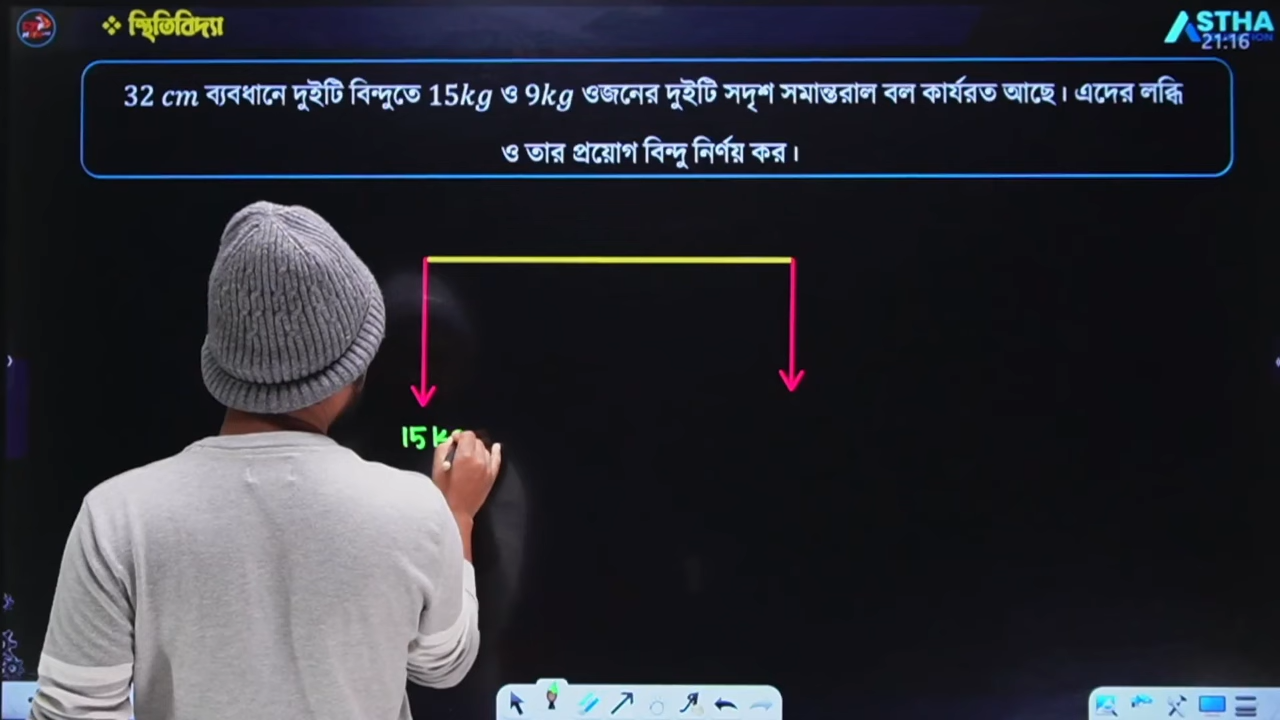 ❖ স্থিতিবিদ্যা
ASTHA
21:16
32 cm ব্যবধানে দুইটি বিন্দুতে 15kg ও 9kg ওজনের দুইটি সদৃশ সমান্তরাল বল কার্যরত আছে। এদের লব্ধি
ও তার প্রয়োগ বিন্দু নির্ণয় কর।
15